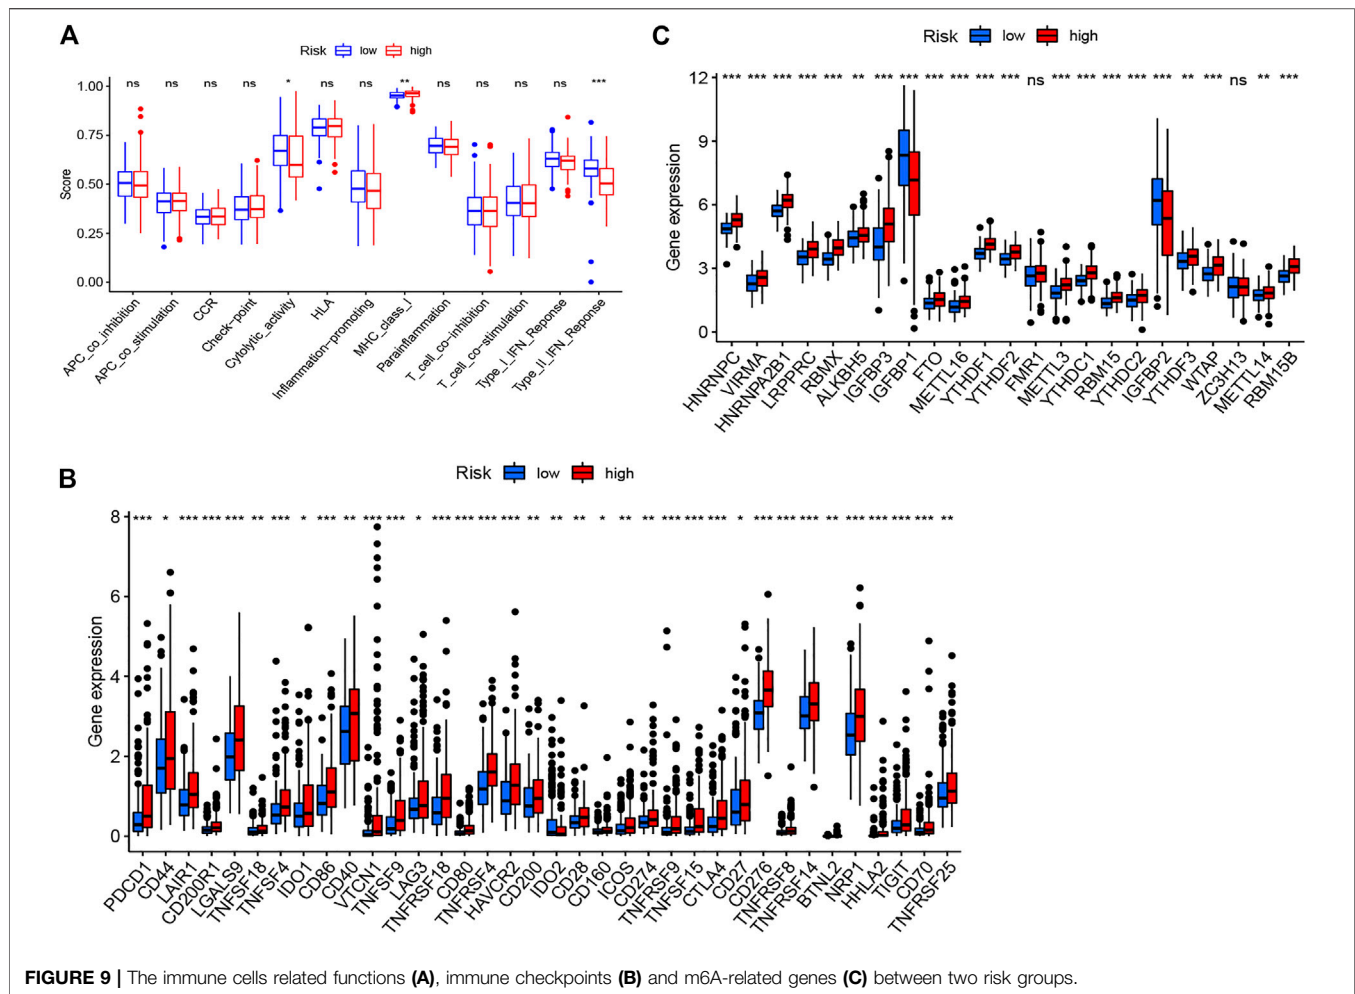 A
Risk low high
ns ns ns ns * ns ns ** ns ns ns ns ***
1.00
0.75
0.50
0.25
0.00
Score
APC_co_inhibition
APC_co_stimulation
CCR
Check-point
Cytolytic_activity
HLA
Inflammation-promoting
MHC_class_I
Parainflammation
T_cell_co-inhibition
T_cell_co-stimulation
Type_I_IFN_Reponse
Type_II_IFN_Reponse
C
Risk low high
*** *** *** *** *** ** *** *** *** *** *** *** ns *** *** *** *** *** ** *** ns ** ***
12
9
6
3
0
Gene expression
HNRNPC
VIRMA
HNRNPA2B1
LRPPRC
RBMX
ALKBH5
IGFBP3
IGFBP1
FTO
METTL16
YTHDF1
YTHDF2
FMR1
METTL3
YTHDC1
RBM15
YTHDC2
IGFBP2
YTHDF3
WTAP
ZC3H13
METTL14
RBM15B
B
Risk low high
*** * *** *** *** ** *** * *** ** *** *** * *** *** *** *** ** ** ** * ** ** *** *** *** * *** *** *** ** *** *** *** *** **
8
6
4
2
0
Gene expression
PDCD1
CD44
LAIR1
CD200R1
LGALS9
TNFSF18
TNFSF4
IDO1
CD86
CD40
VTCN1
TNFSF9
LAG3
TNFRSF18
CD80
TNFRSF4
HAVCR2
CD200
IDO2
CD28
CD160
ICOS
CD274
TNFRSF9
TNFSF15
CTLA4
CD27
CD276
TNFRSF8
TNFRSF14
BTNL2
NRP1
HHLA2
TIGIT
CD70
TNFRSF25
FIGURE 9 | The immune cells related functions (A), immune checkpoints (B) and m6A-related genes (C) between two risk groups.